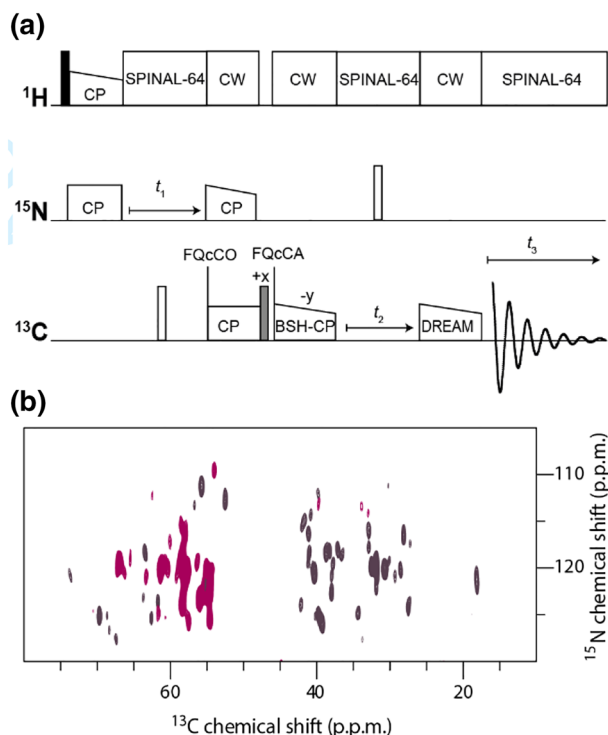 (a)
¹H
CP
SPINAL-64
CW
CW
SPINAL-64
CW
SPINAL-64
¹⁵N
CP
t₁
CP
FQcCO
FQcCA
+x
¹³C
CP
-y
BSH-CP
t₂
DREAM
t₃
(b)
110
120
¹⁵N chemical shift (p.p.m.)
60
40
20
¹³C chemical shift (p.p.m.)